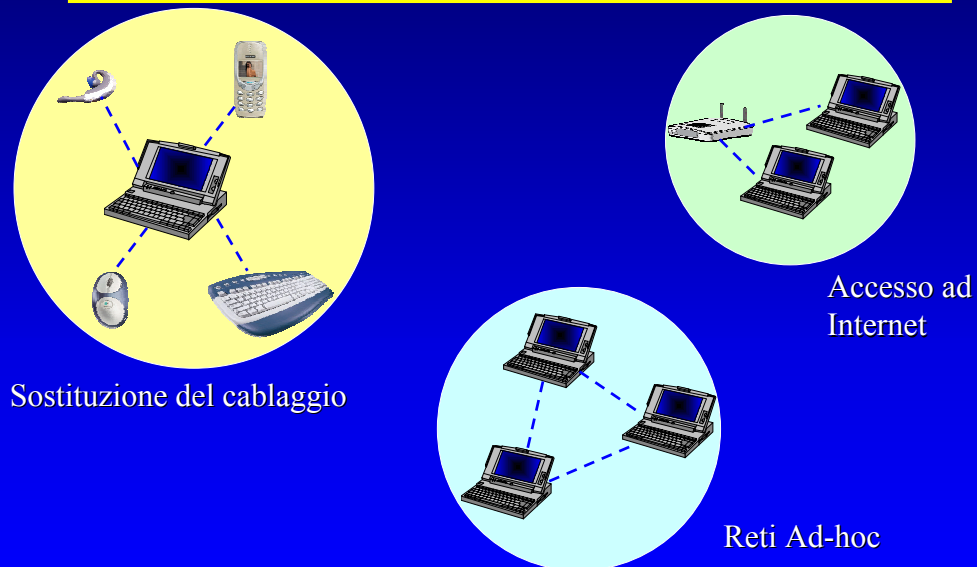 Sostituzione del cablaggio
Accesso ad
Internet
Reti Ad-hoc